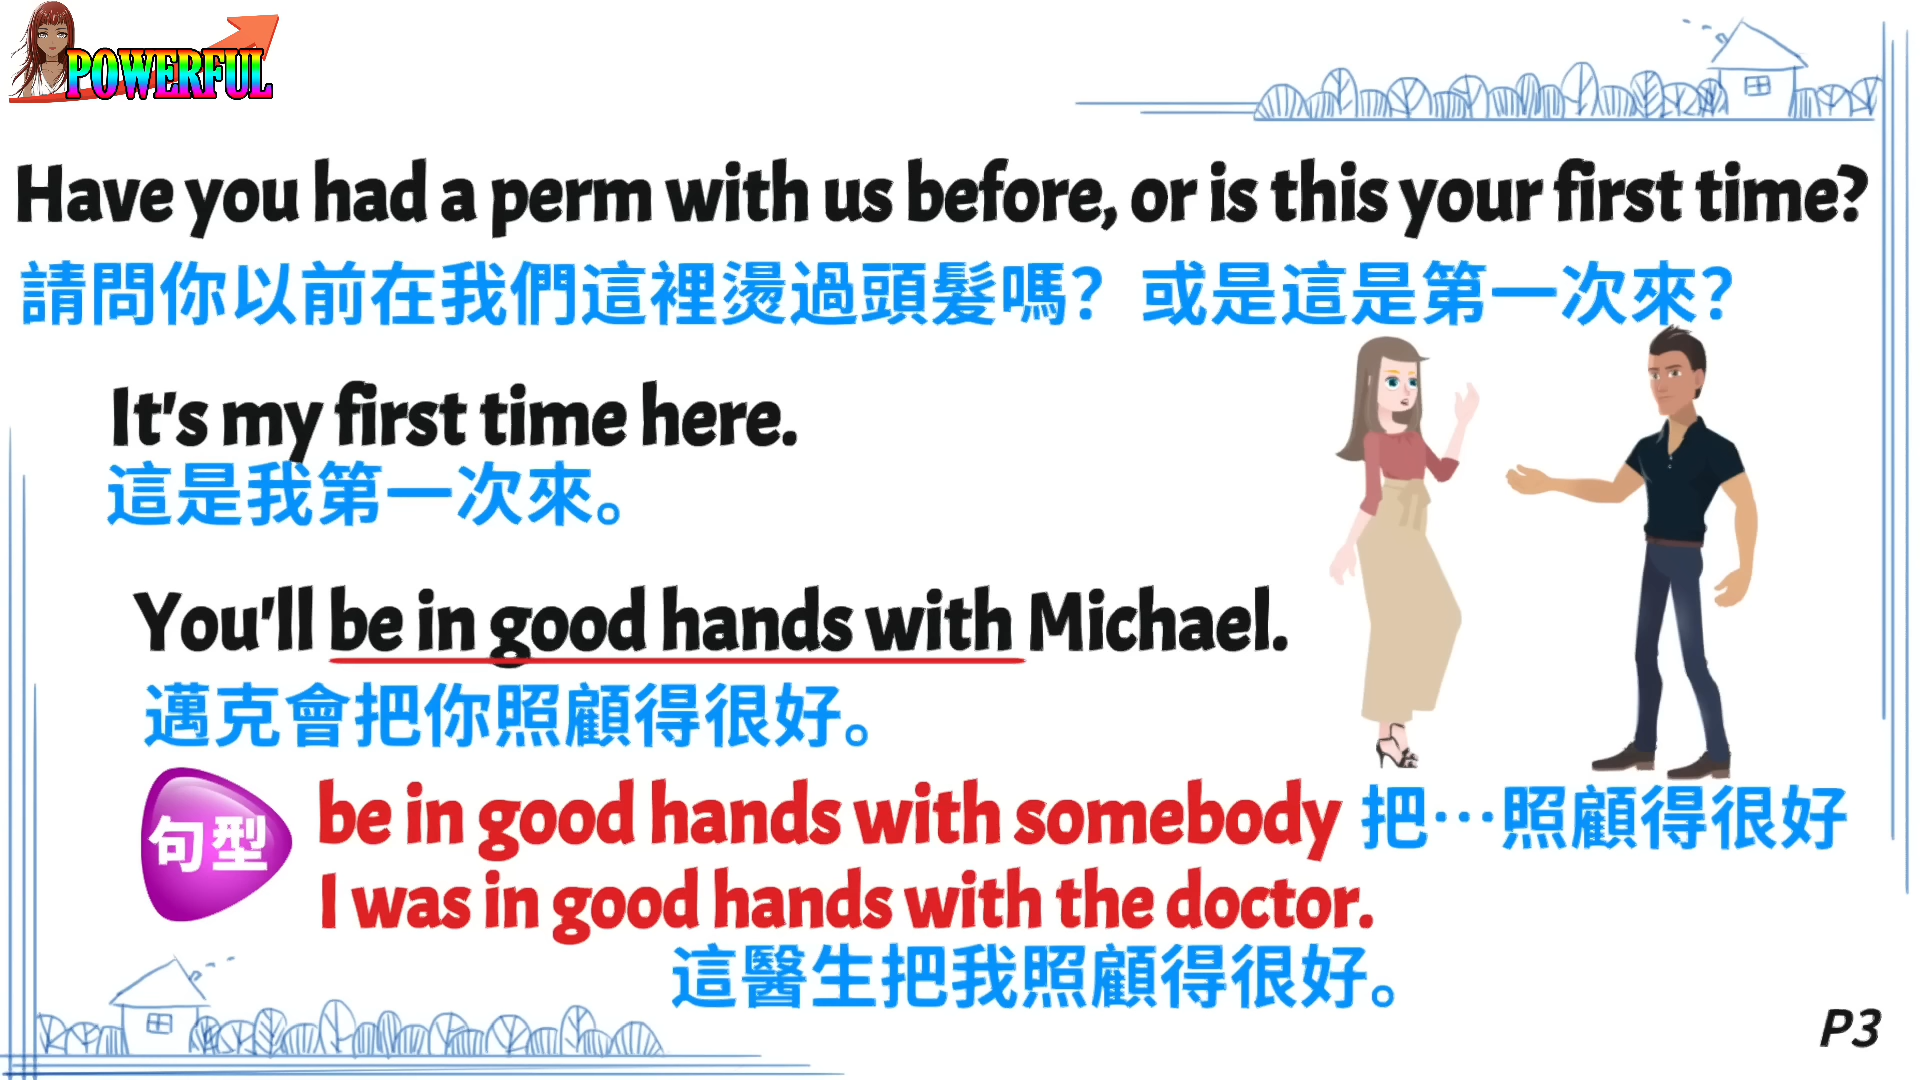 POWERFUL
Have you had a perm with us before, or is this your first time?
請問你以前在我們這裡燙過頭髮嗎？或是這是第一次來？
It's my first time here.
這是我第一次來。
You'll be in good hands with Michael.
邁克會把你照顧得很好。
句型
be in good hands with somebody 把…照顧得很好
I was in good hands with the doctor.
這醫生把我照顧得很好。
P3